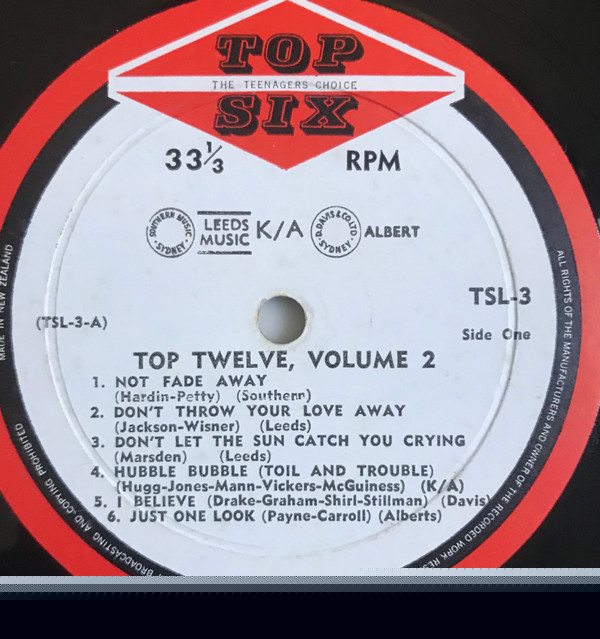 TOP
THE TEENAGERS CHOICE
SIX
33⅓ RPM
SOUTHERN MUSIC · SYDNEY ·
LEEDS
MUSIC
K/A
D. DAVIS & CO. LTD.
· SYDNEY ·
ALBERT
TSL-3
(TSL-3-A)
Side One
TOP TWELVE, VOLUME 2
1. NOT FADE AWAY
(Hardin-Petty) (Southern)
2. DON'T THROW YOUR LOVE AWAY
(Jackson-Wisner) (Leeds)
3. DON'T LET THE SUN CATCH YOU CRYING
(Marsden) (Leeds)
4. HUBBLE BUBBLE (TOIL AND TROUBLE)
(Hugg-Jones-Mann-Vickers-McGuiness) (K/A)
5. I BELIEVE (Drake-Graham-Shirl-Stillman) (Davis)
6. JUST ONE LOOK (Payne-Carroll) (Alberts)
MADE IN NEW ZEALAND
ALL RIGHTS OF THE MANUFACTURERS AND OWNER OF THE RECORDED WORK
BROADCASTING AND COPYING PROHIBITED